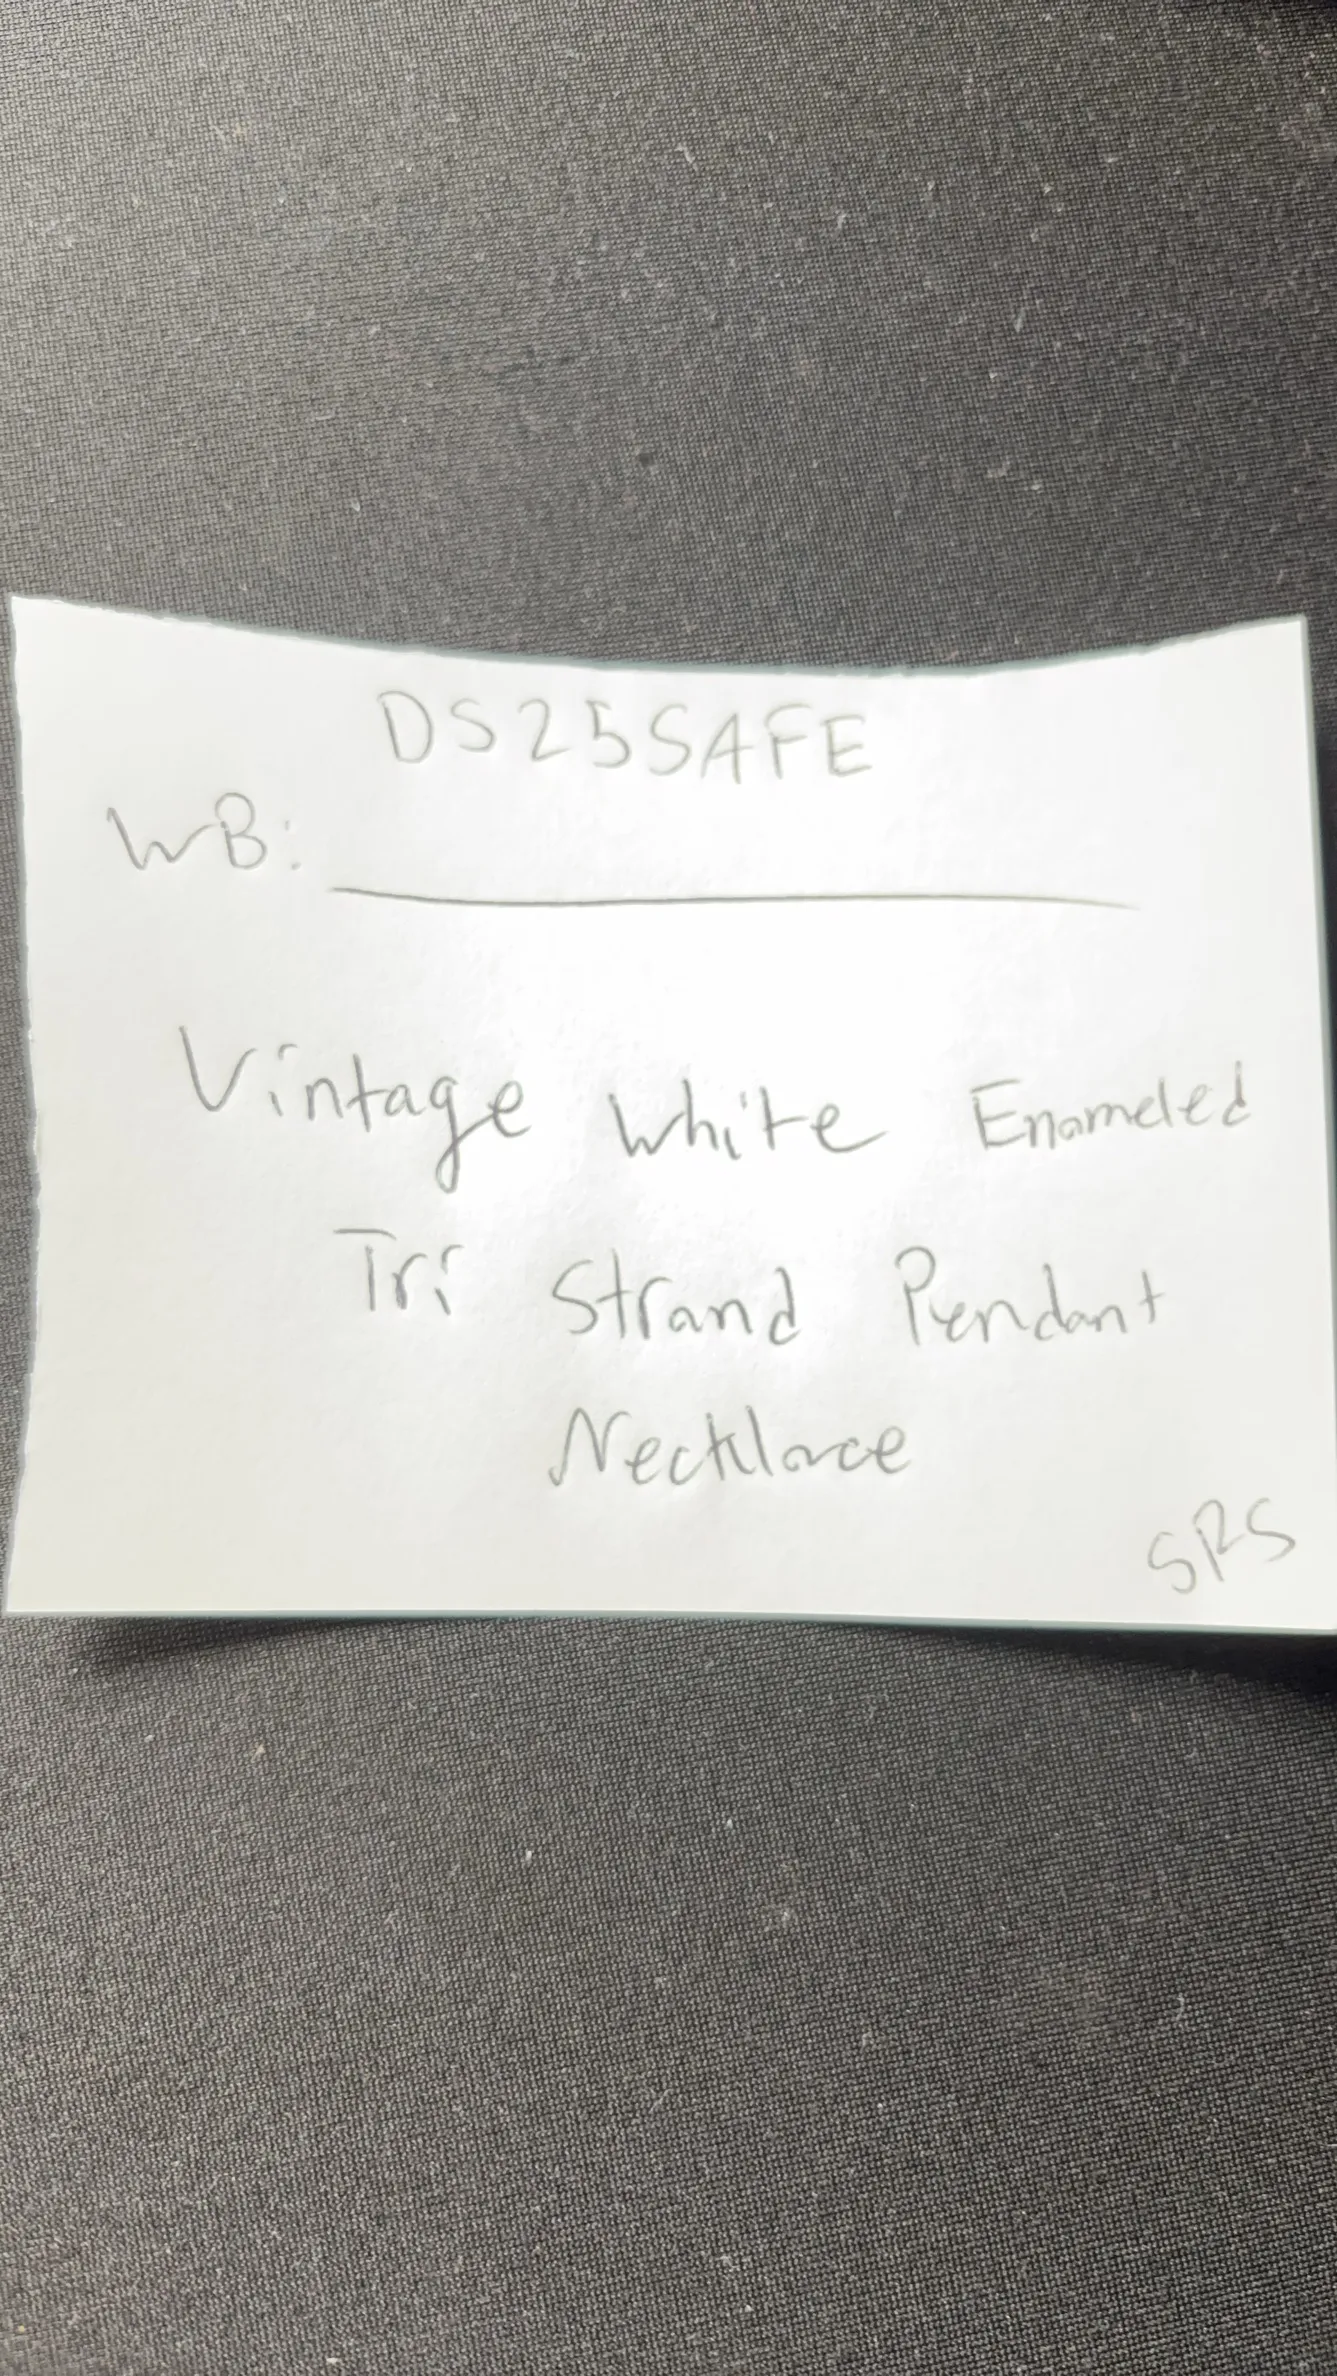 DS25SAFE
WB:
Vintage White Enameled
Tri Strand Pendant
Necklace
SRS